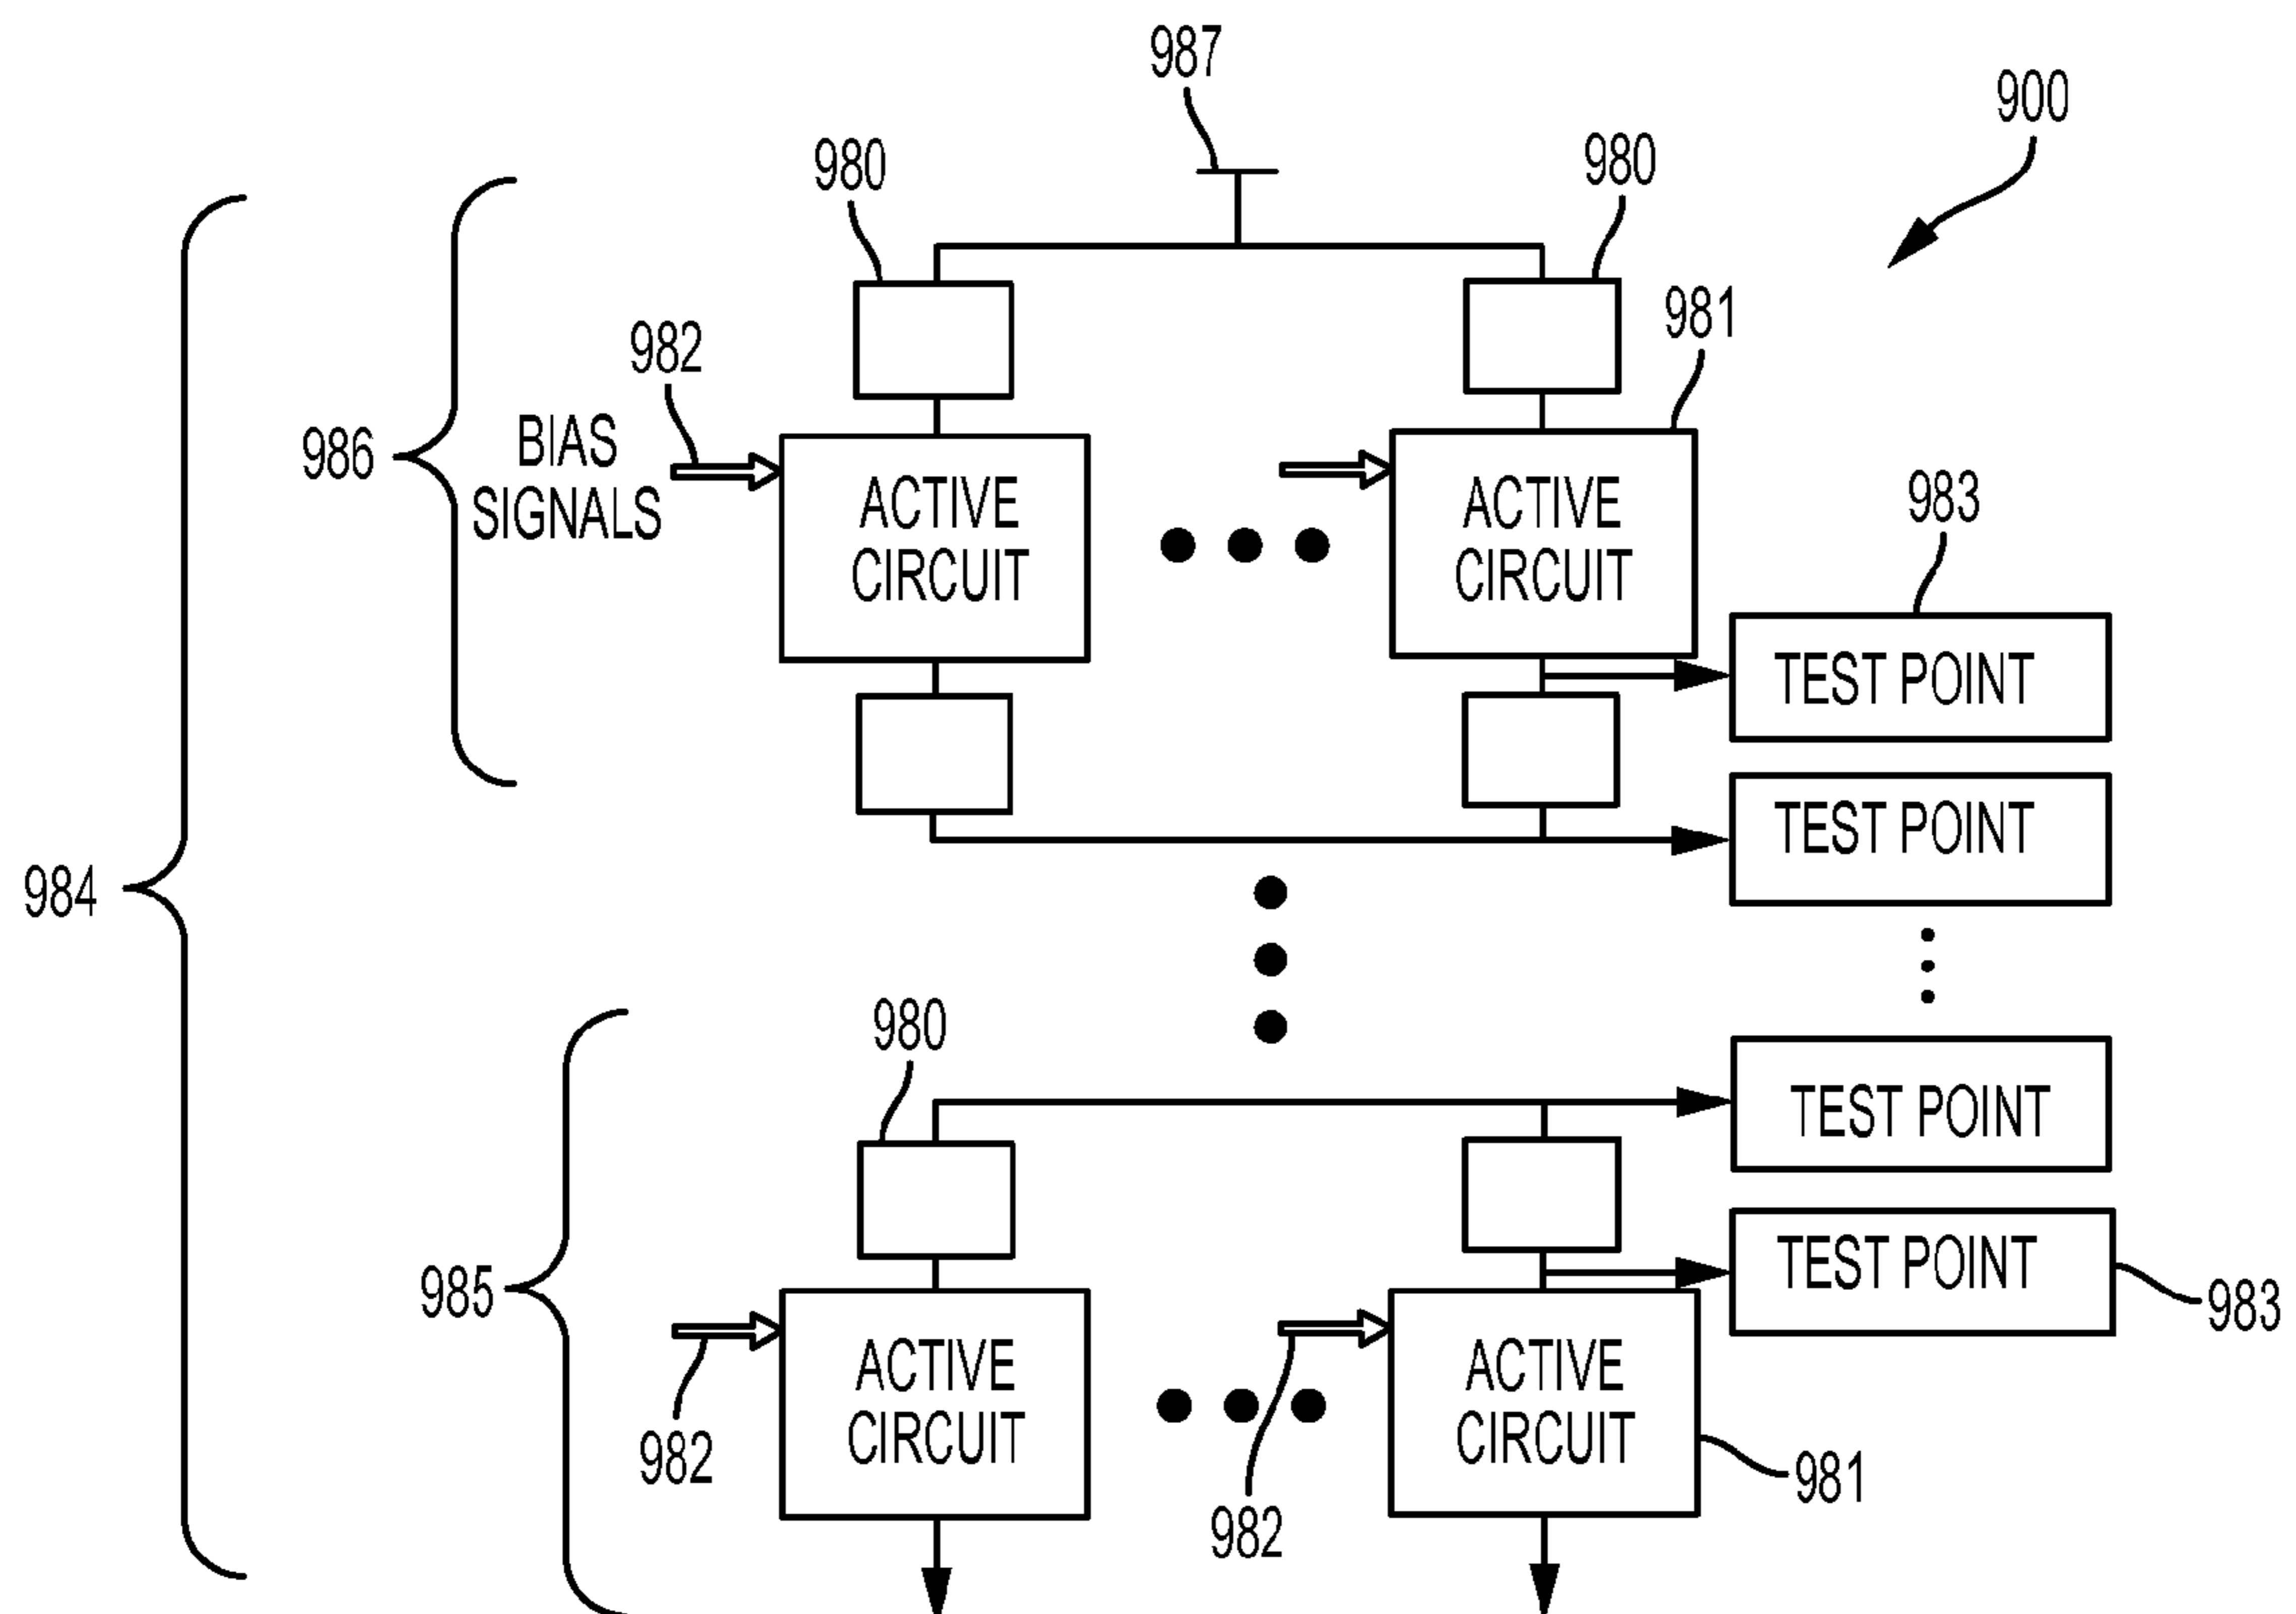 987
900
980
980
981
982
986
BIAS
SIGNALS
ACTIVE
CIRCUIT
ACTIVE
CIRCUIT
983
TEST POINT
TEST POINT
984
980
TEST POINT
TEST POINT
983
985
982
ACTIVE
CIRCUIT
982
ACTIVE
CIRCUIT
981